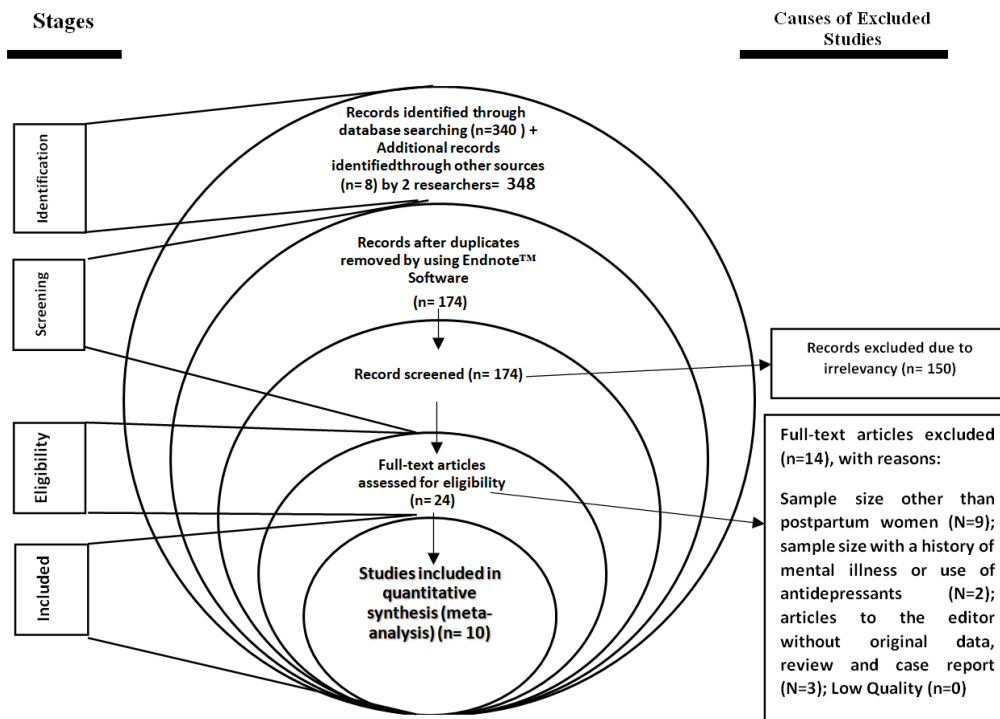 Stages
Causes of Excluded
Studies
Identification
Records identified through
database searching (n=340 ) +
Additional records
identifiedthrough other sources
(n= 8) by 2 researchers= 348
Screening
Records after duplicates
removed by using Endnote™
Software
(n= 174)
Record screened (n= 174)
Records excluded due to
irrelevancy (n= 150)
Eligibility
Full-text articles
assessed for eligibility
(n= 24)
Full-text articles excluded
(n=14), with reasons:
Sample size other than
postpartum women (N=9);
sample size with a history of
mental illness or use of
antidepressants (N=2);
articles to the editor
without original data,
review and case report
(N=3); Low Quality (n=0)
Included
Studies included in
quantitative
synthesis (meta-
analysis) (n= 10)